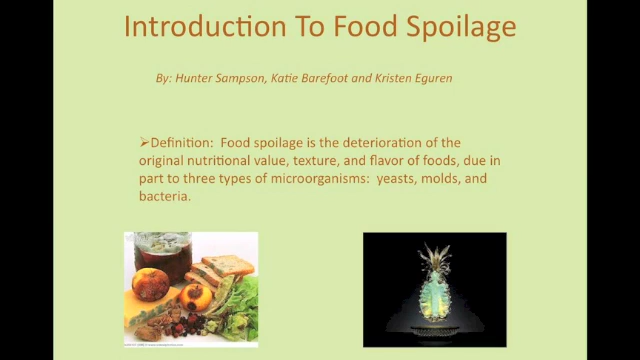 Introduction To Food Spoilage
By: Hunter Sampson, Katie Barefoot and Kristen Eguren
➢Definition: Food spoilage is the deterioration of the
original nutritional value, texture, and flavor of foods, due in
part to three types of microorganisms: yeasts, molds, and
bacteria.